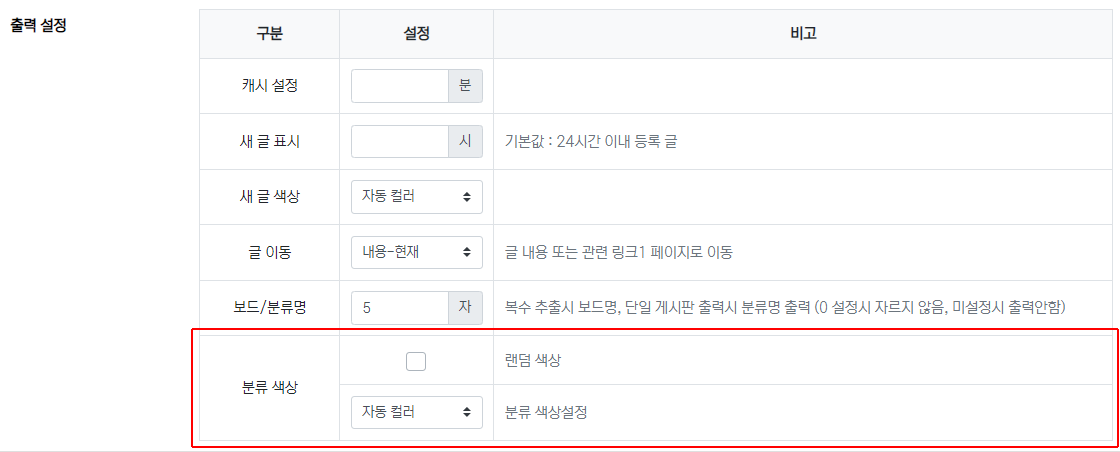 출력 설정
구분 설정 비고
캐시 설정 분
새 글 표시 시 기본값 : 24시간 이내 등록 글
새 글 색상 자동 컬러
글 이동 내용-현재 글 내용 또는 관련 링크1 페이지로 이동
보드/분류명 5 자 복수 추출시 보드명, 단일 게시판 출력시 분류명 출력 (0 설정시 자르지 않음, 미설정시 출력안함)
분류 색상 랜덤 색상
자동 컬러 분류 색상설정